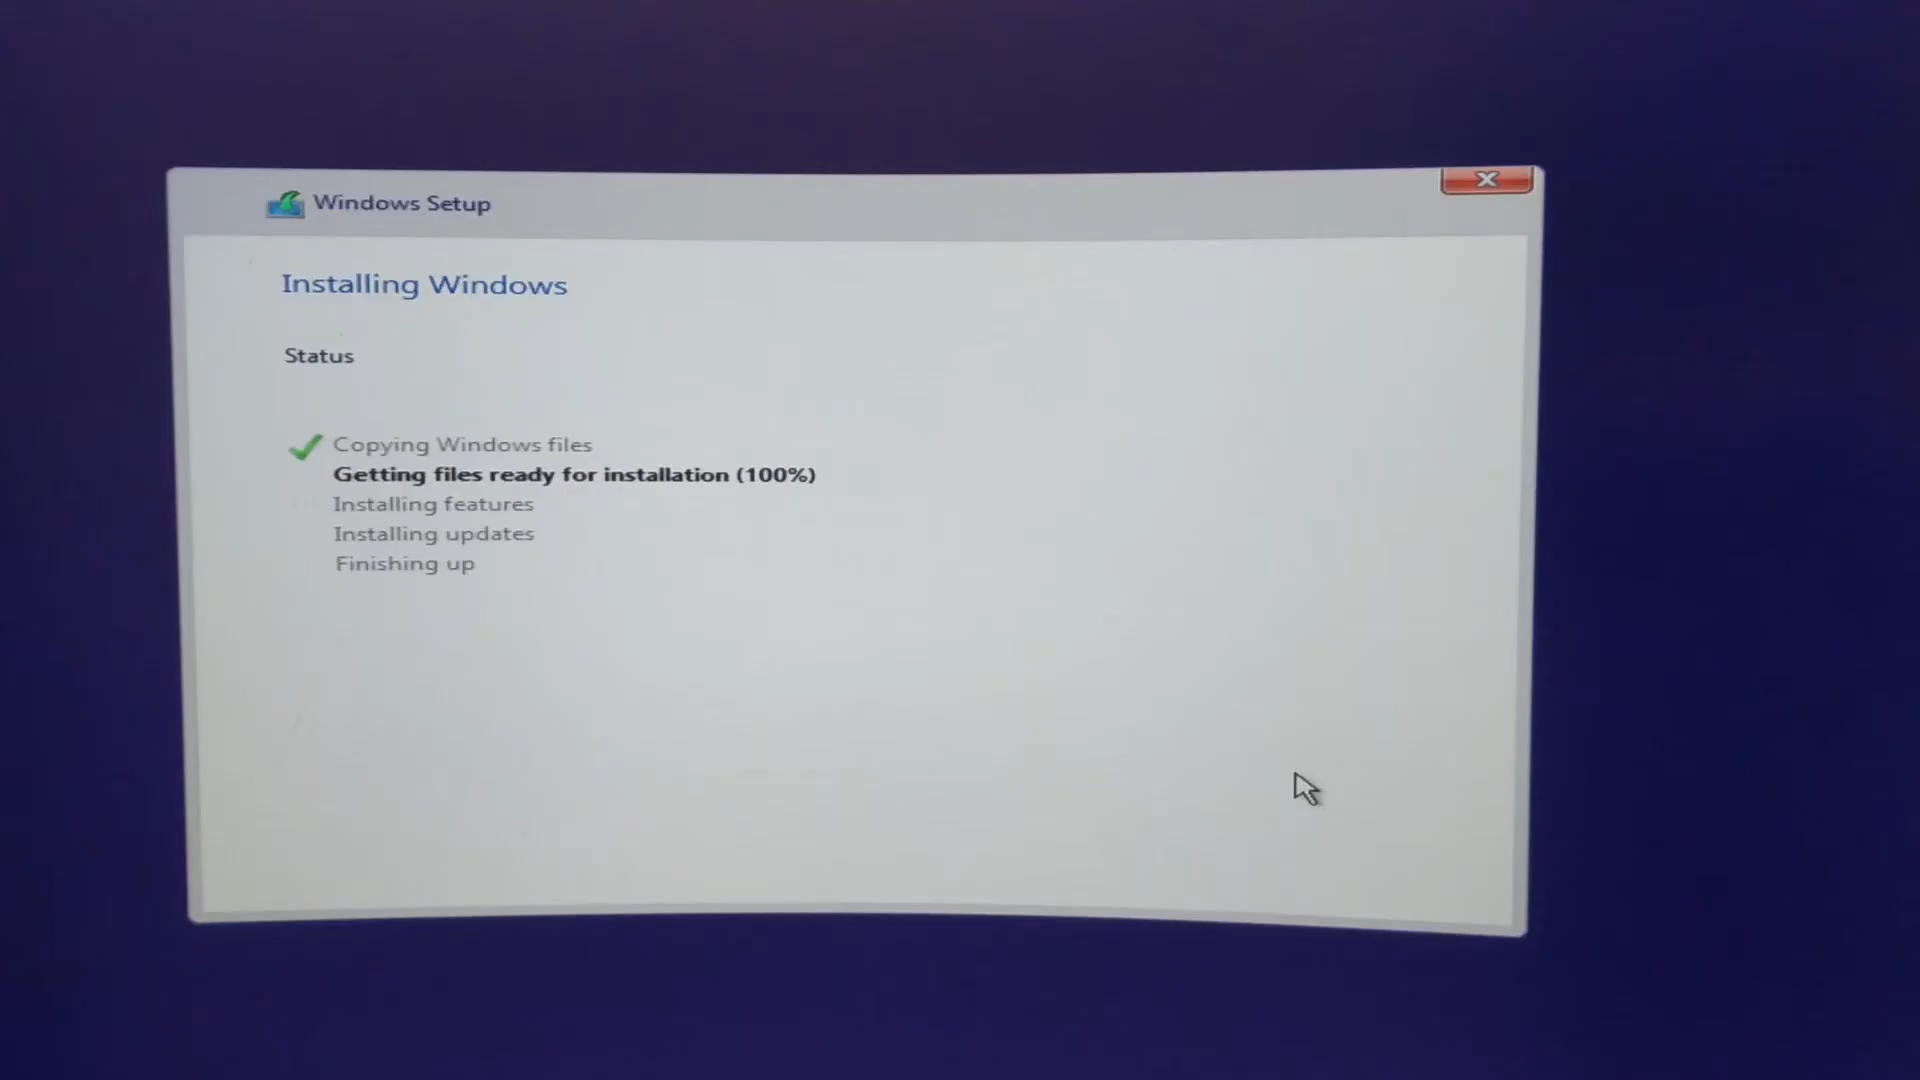 Windows Setup
Installing Windows
Status
Copying Windows files
Getting files ready for installation (100%)
Installing features
Installing updates
Finishing up